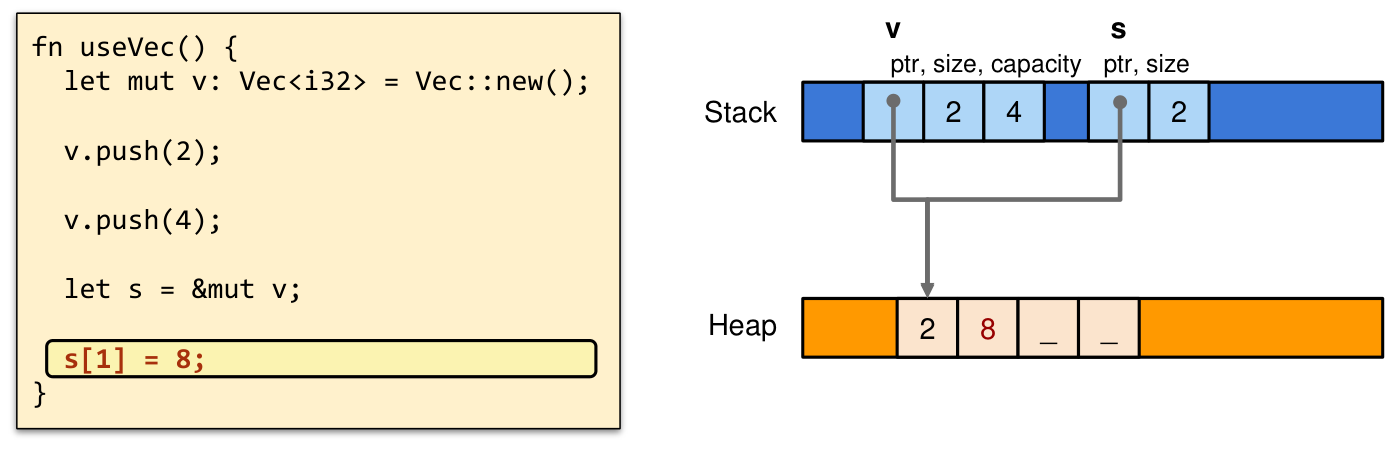 fn useVec() {
let mut v: Vec<i32> = Vec::new();
v.push(2);
v.push(4);
let s = &mut v;
s[1] = 8;
}
v s
ptr, size, capacity ptr, size
Stack 2 4 2
Heap 2 8 _ _